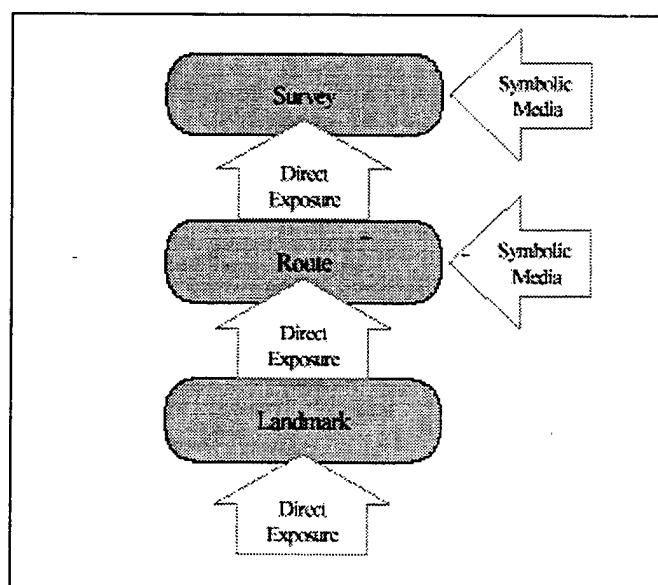 Survey
Symbolic
Media
Direct
Exposure
Route
Symbolic
Media
Direct
Exposure
Landmark
Direct
Exposure